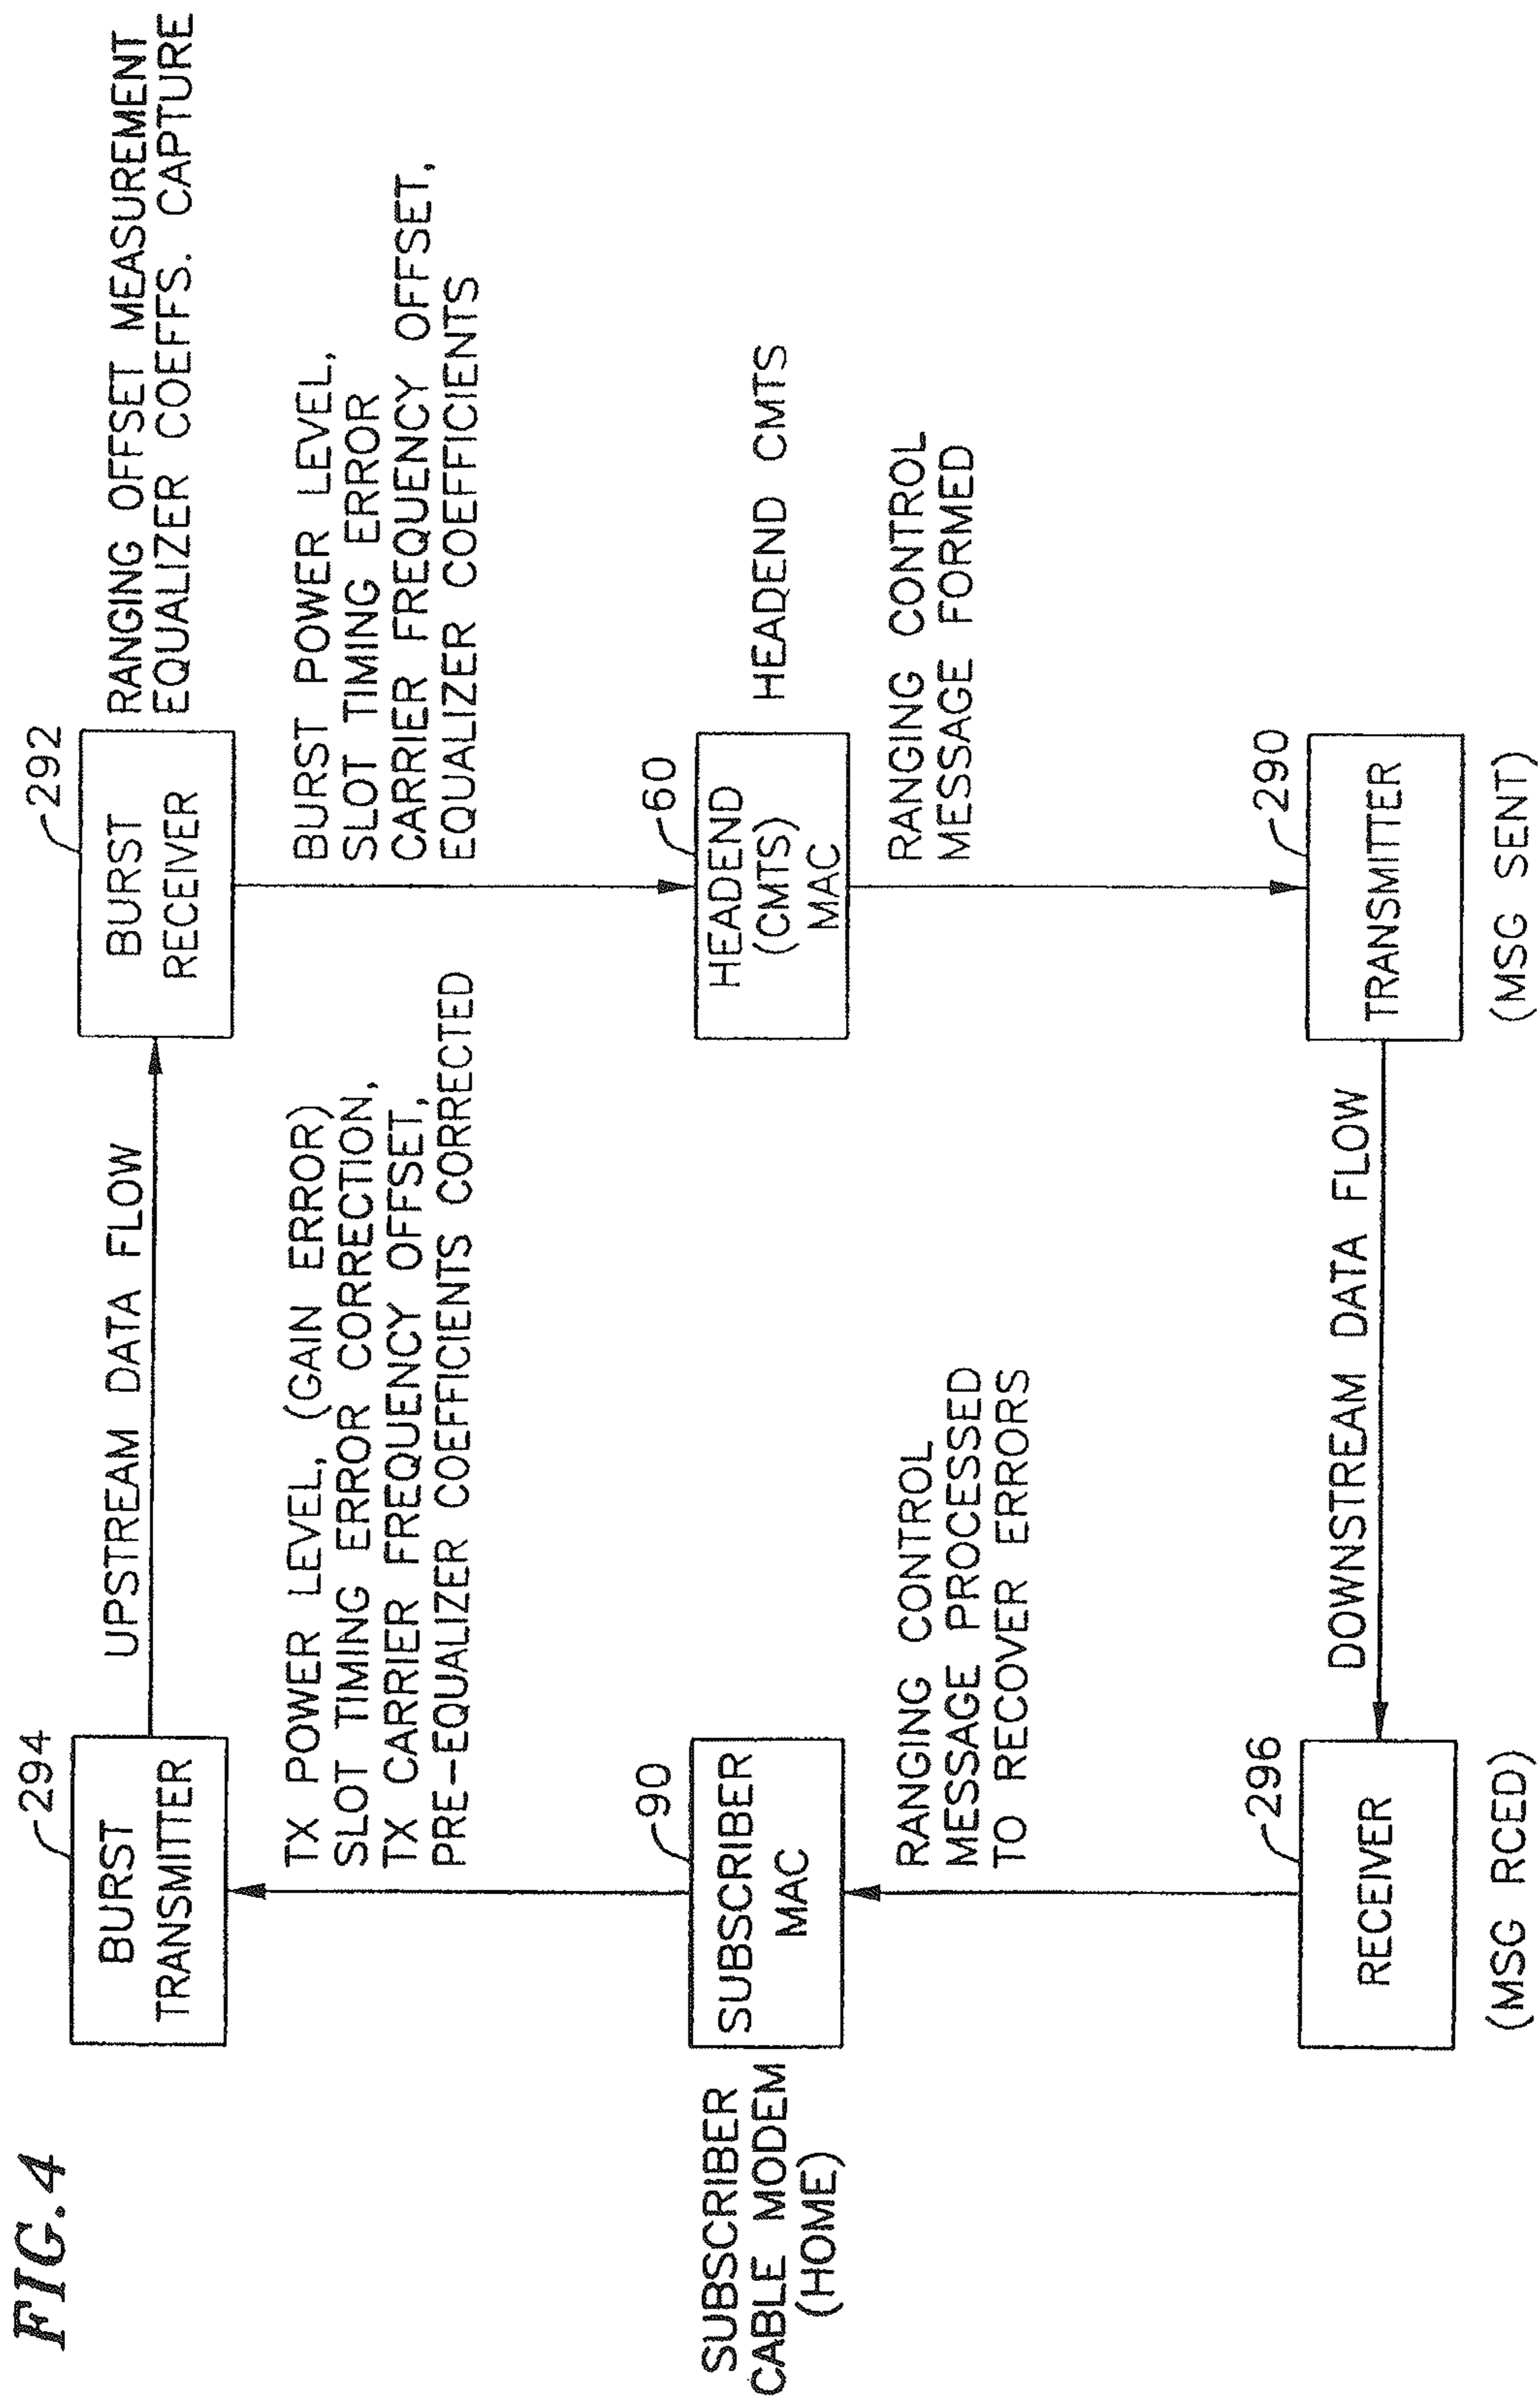 FIG.4
294
BURST
TRANSMITTER
UPSTREAM DATA FLOW
292
BURST
RECEIVER
RANGING OFFSET MEASUREMENT
EQUALIZER COEFFS. CAPTURE
TX POWER LEVEL, (GAIN ERROR)
SLOT TIMING ERROR CORRECTION,
TX CARRIER FREQUENCY OFFSET,
PRE-EQUALIZER COEFFICIENTS CORRECTED
BURST POWER LEVEL,
SLOT TIMING ERROR
CARRIER FREQUENCY OFFSET,
EQUALIZER COEFFICIENTS
SUBSCRIBER
CABLE MODEM
(HOME)
90
SUBSCRIBER
MAC
60
HEADEND
(CMTS)
MAC
HEADEND CMTS
RANGING CONTROL
MESSAGE PROCESSED
TO RECOVER ERRORS
RANGING CONTROL
MESSAGE FORMED
296
RECEIVER
(MSG RCED)
DOWNSTREAM DATA FLOW
290
TRANSMITTER
(MSG SENT)